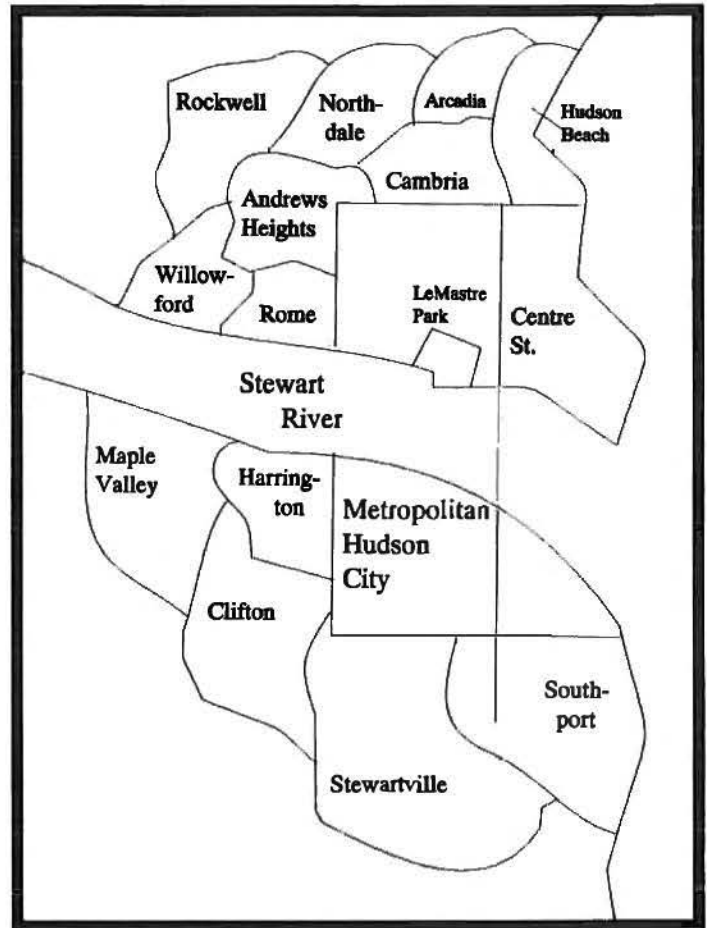 Rockwell
North-
dale
Arcadia
Hudson
Beach
Andrews
Heights
Cambria
Willow-
ford
Rome
LeMastre
Park
Centre
St.
Stewart
River
Maple
Valley
Harring-
ton
Metropolitan
Hudson
City
Clifton
South-
port
Stewartville